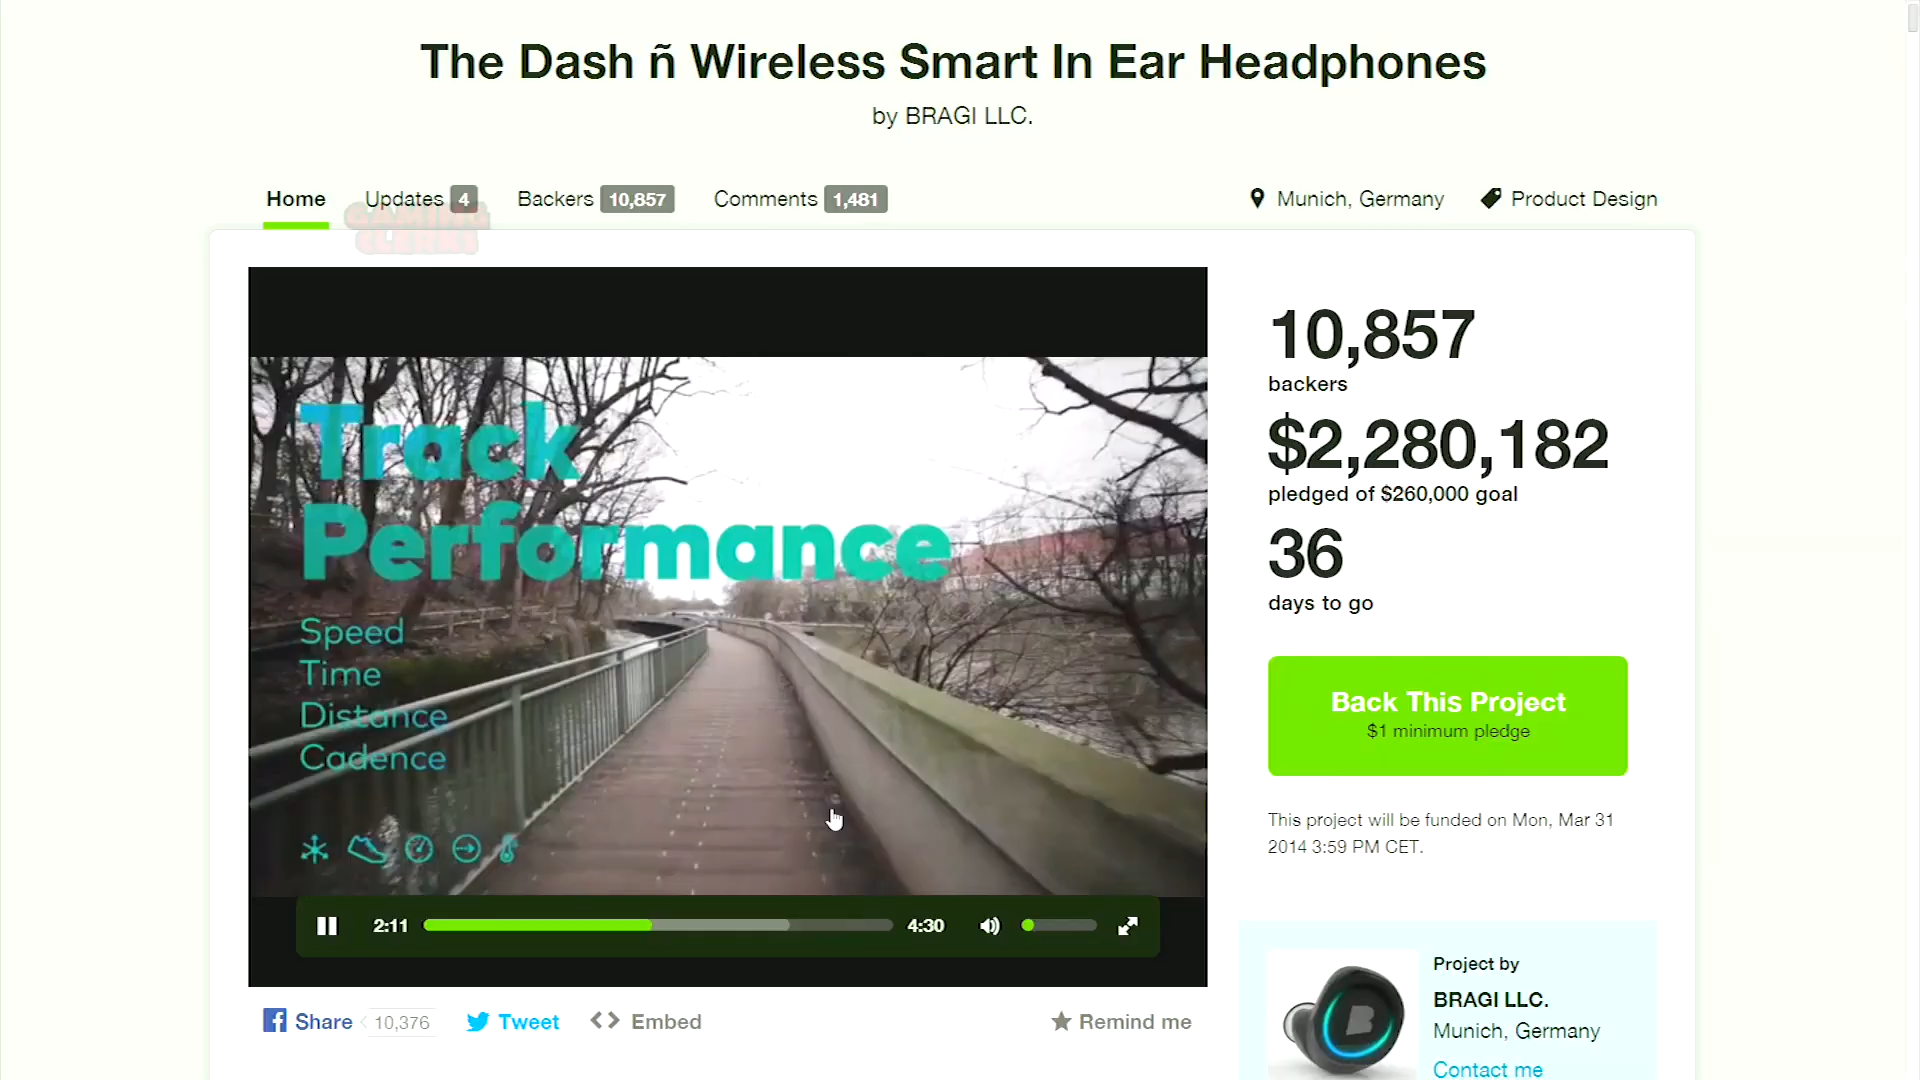 The Dash ñ Wireless Smart In Ear Headphones
by BRAGI LLC.
Home Updates 4 Backers 10,857 Comments 1,481 Munich, Germany Product Design
GAMING
CLERKS
Track
Performance
Speed
Time
Distance
Cadence
2:11 4:30
10,857
backers
$2,280,182
pledged of $260,000 goal
36
days to go
Back This Project
$1 minimum pledge
This project will be funded on Mon, Mar 31
2014 3:59 PM CET.
Share 10,376 Tweet Embed Remind me
Project by
BRAGI LLC.
Munich, Germany
Contact me
B